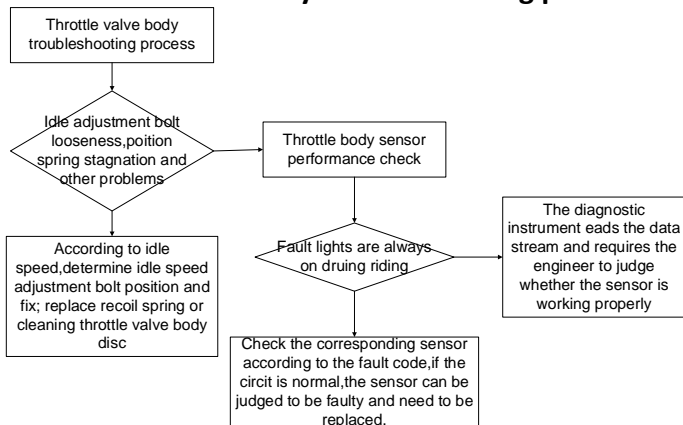 Throttle valve body
troubleshooting process
Idle adjustment bolt
looseness,poition
spring stagnation and
other problems
Throttle body sensor
performance check
According to idle
speed,determine idle speed
adjustment bolt position and
fix; replace recoil spring or
cleaning throttle valve body
disc
Fault lights are always
on druing riding
The diagnostic
instrument eads the data
stream and requires the
engineer to judge
whether the sensor is
working properly
Check the corresponding sensor
according to the fault code,if the
circit is normal,the sensor can be
judged to be faulty and need to be
replaced.